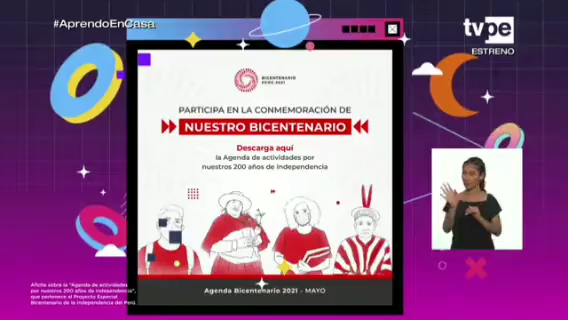 #AprendoEnCasa
tvpe
ESTRENO
BICENTENARIO
PERÚ 2021
PARTICIPA EN LA CONMEMORACIÓN DE
NUESTRO BICENTENARIO
Descarga aquí
la Agenda de actividades por
nuestros 200 años de Independencia
Agenda Bicentenario 2021 - MAYO
Afiche sobre la "Agenda de actividades
por nuestros 200 años de independencia",
que pertenece al Proyecto Especial
Bicentenario de la Independencia del Perú